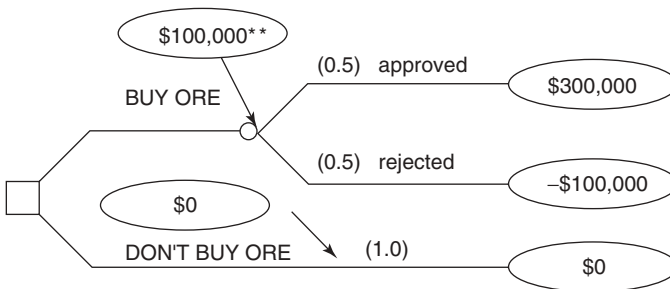 $100,000**
(0.5) approved
$300,000
BUY ORE
(0.5) rejected
–$100,000
$0
DON'T BUY ORE
(1.0)
$0